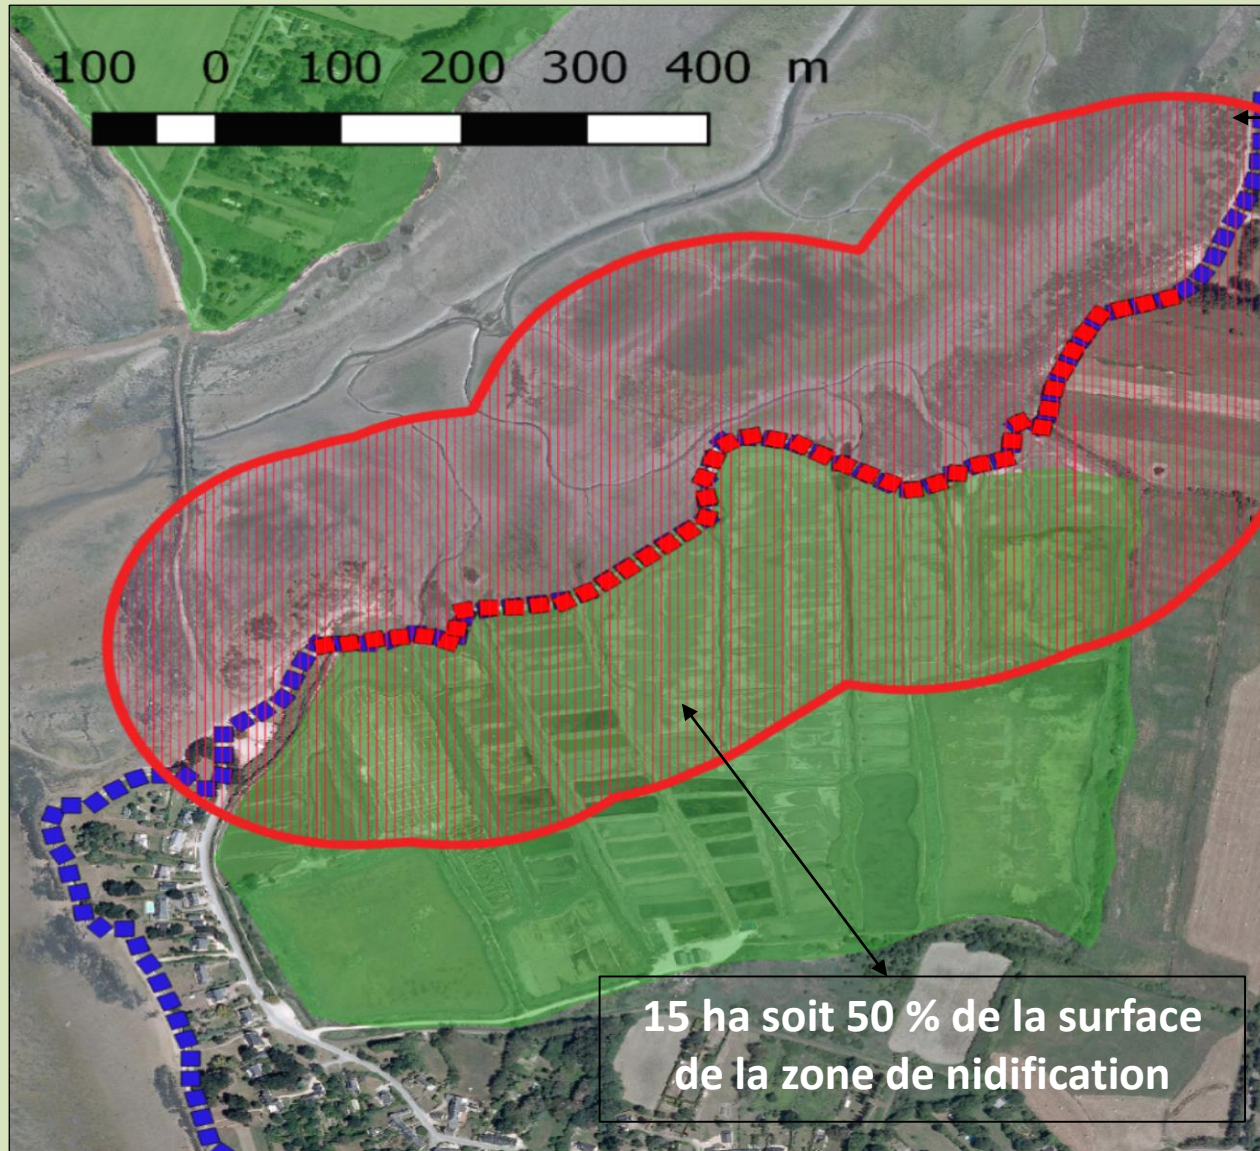 100 0 100 200 300 400 m
15 ha soit 50 % de la surface
de la zone de nidification